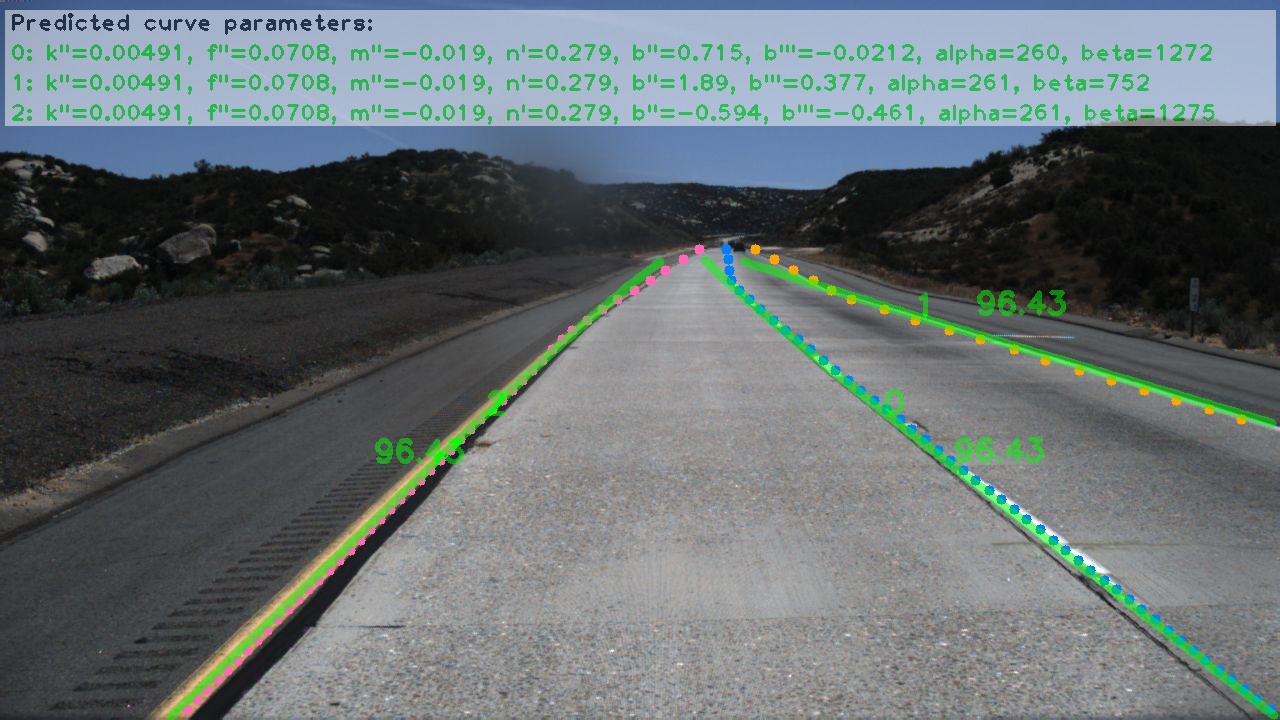 Predicted curve parameters:
0: k''=0.00491, f''=0.0708, m''=−0.019, n'=0.279, b''=0.715, b'''=−0.0212, alpha=260, beta=1272
1: k''=0.00491, f''=0.0708, m''=−0.019, n'=0.279, b''=1.89, b'''=0.377, alpha=261, beta=752
2: k''=0.00491, f''=0.0708, m''=−0.019, n'=0.279, b''=−0.594, b'''=−0.461, alpha=261, beta=1275
1 96.43
2 0
96.43 96.43